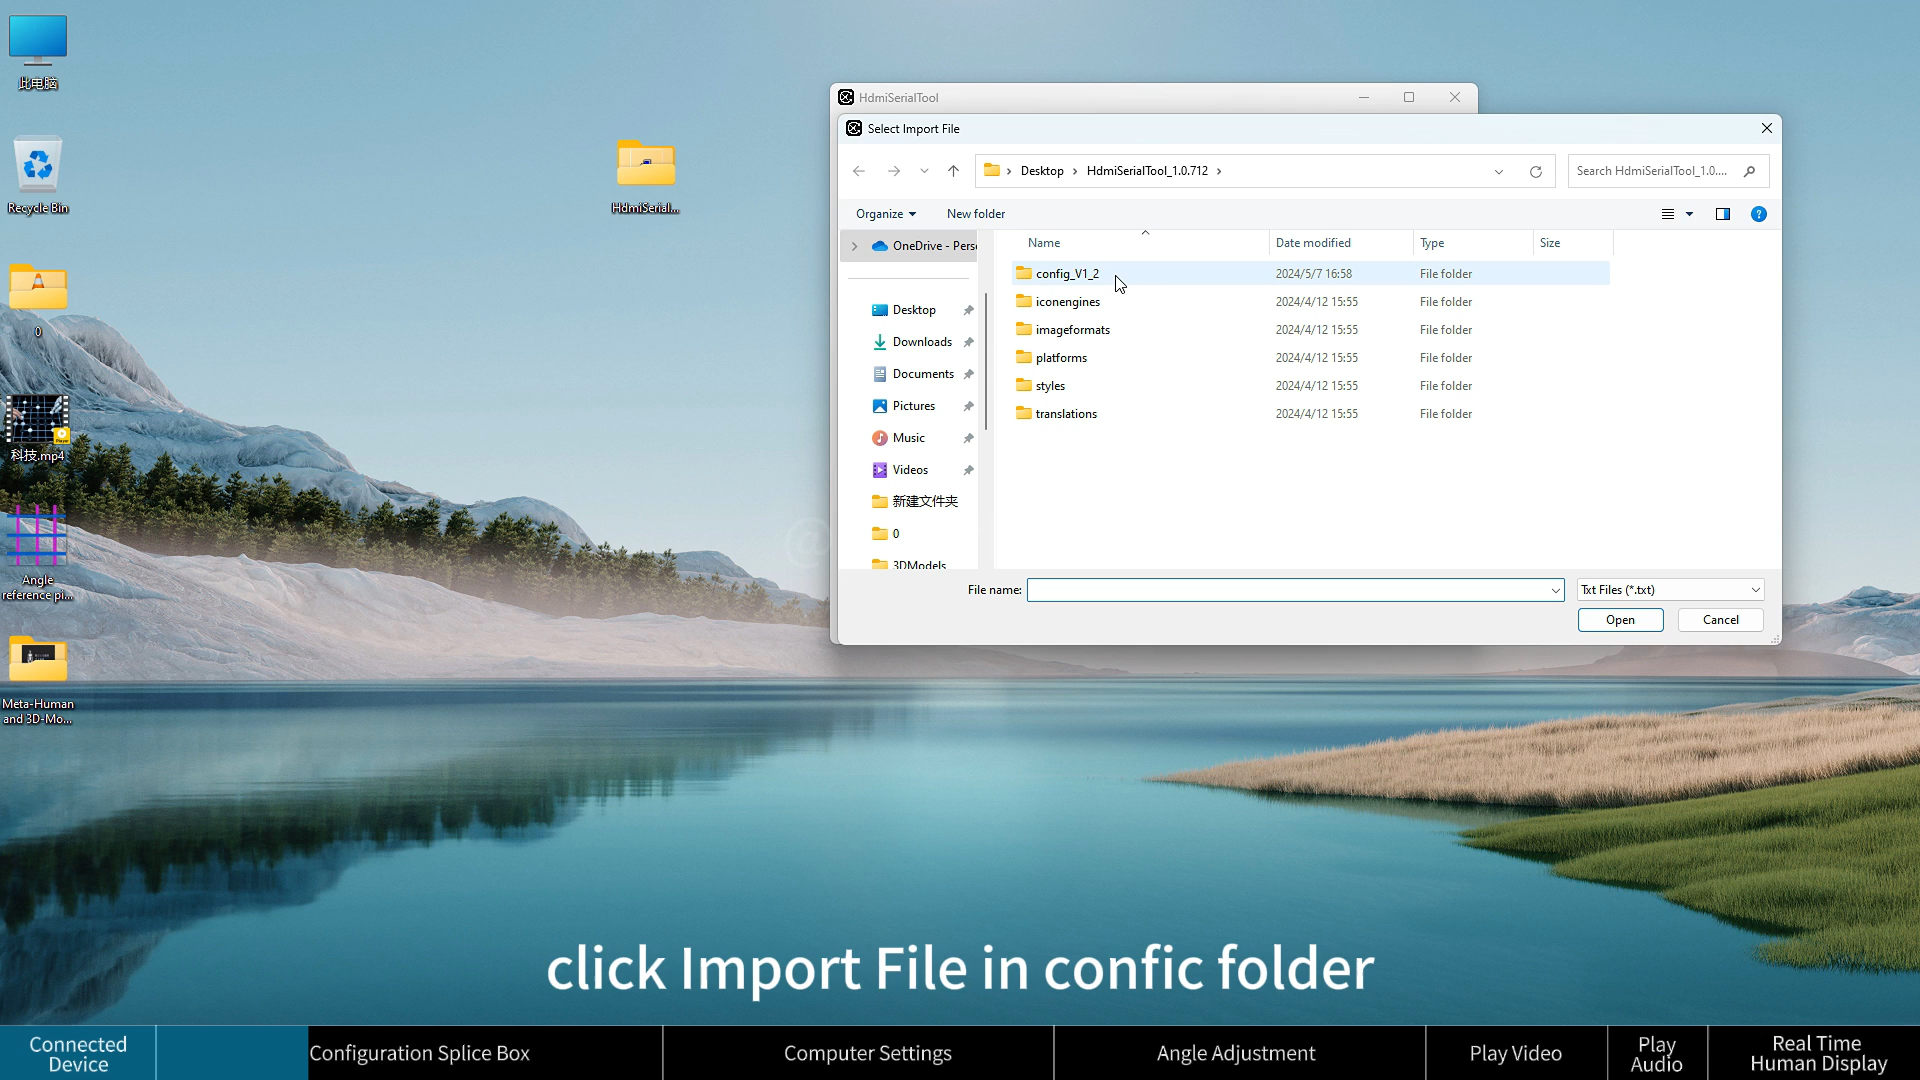 此电脑
Recycle Bin
0
科技.mp4
Angle
reference pi...
Meta-Human
and 3D-Mo...
HdmiSerial...
HdmiSerialTool
Select Import File
Desktop
HdmiSerialTool_1.0.712
Search HdmiSerialTool_1.0....
Organize
New folder
?
OneDrive - Perso
Desktop
Downloads
Documents
Pictures
Music
Videos
新建文件夹
0
3DModels
Name Date modified Type Size
config_V1_2 2024/5/7 16:58 File folder
iconengines 2024/4/12 15:55 File folder
imageformats 2024/4/12 15:55 File folder
platforms 2024/4/12 15:55 File folder
styles 2024/4/12 15:55 File folder
translations 2024/4/12 15:55 File folder
File name:
Txt Files (*.txt)
Open
Cancel
click Import File in confic folder
Connected
Device
Configuration Splice Box
Computer Settings
Angle Adjustment
Play Video
Play
Audio
Real Time
Human Display